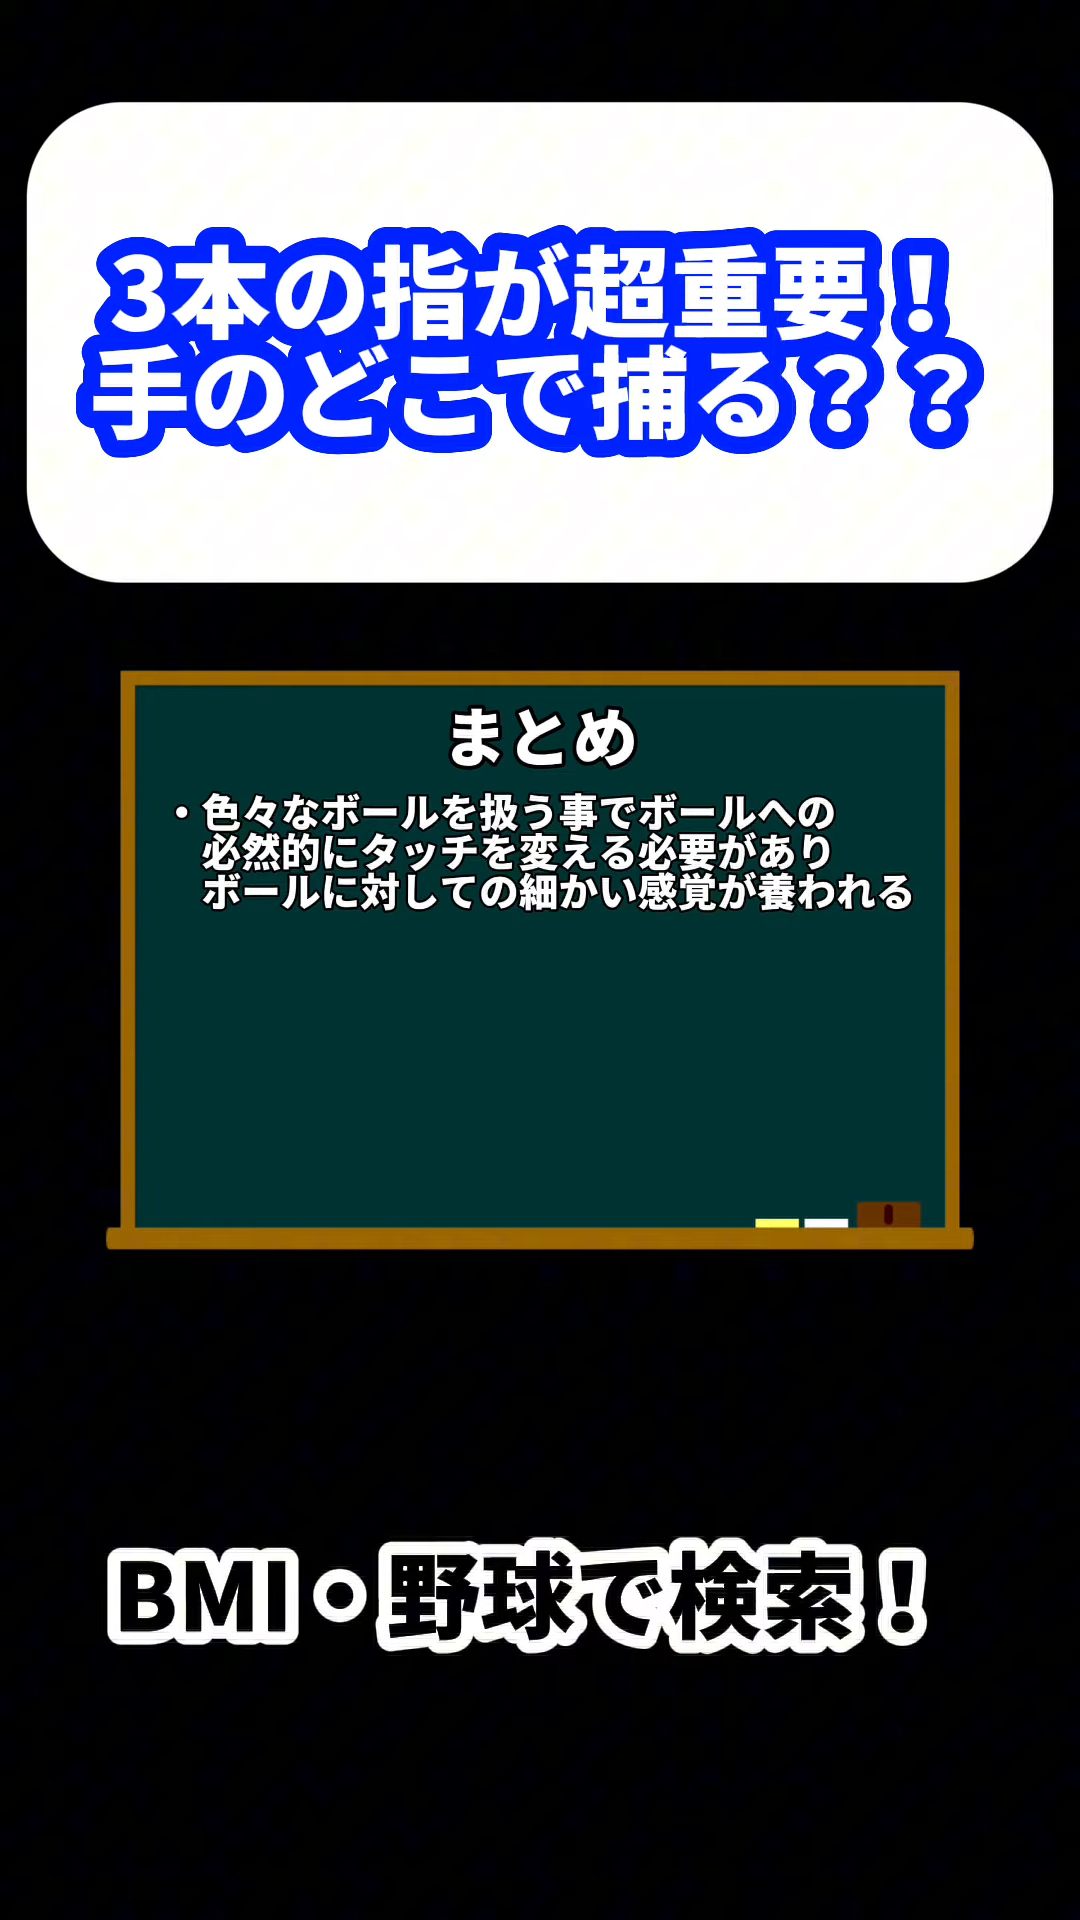 3本の指が超重要！
手のどこで捕る？？
まとめ
・色々なボールを扱う事でボールへの
必然的にタッチを変える必要があり
ボールに対しての細かい感覚が養われる
BMI・野球で検索！